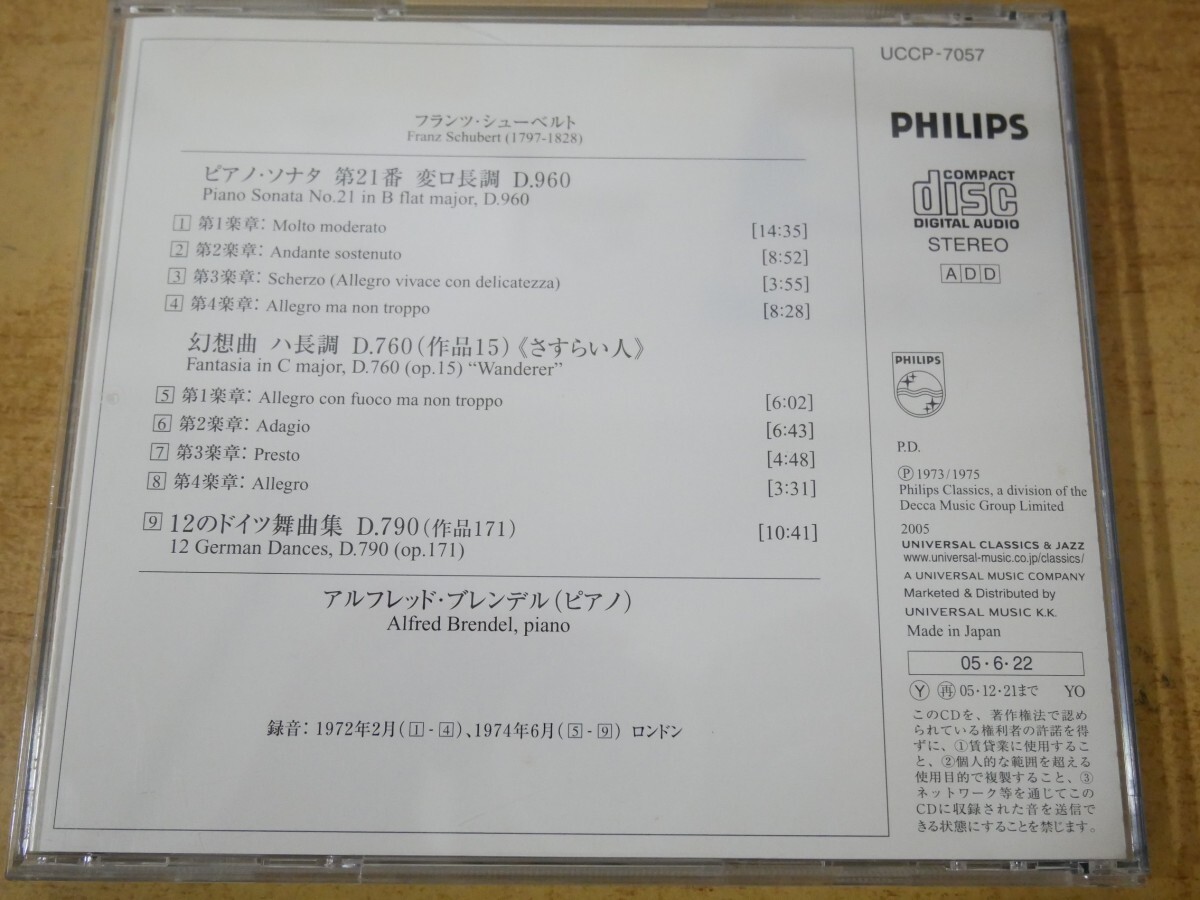 フランツ・シューベルト
Franz Schubert (1797-1828)
ピアノ・ソナタ 第21番 変ロ長調 D.960
Piano Sonata No.21 in B flat major, D.960
1 第1楽章: Molto moderato [14:35]
2 第2楽章: Andante sostenuto [8:52]
3 第3楽章: Scherzo (Allegro vivace con delicatezza) [3:55]
4 第4楽章: Allegro ma non troppo [8:28]
幻想曲 ハ長調 D.760(作品15)《さすらい人》
Fantasia in C major, D.760 (op.15) “Wanderer”
5 第1楽章: Allegro con fuoco ma non troppo [6:02]
6 第2楽章: Adagio [6:43]
7 第3楽章: Presto [4:48]
8 第4楽章: Allegro [3:31]
9 12のドイツ舞曲集 D.790(作品171) [10:41]
12 German Dances, D.790 (op.171)
アルフレッド・ブレンデル(ピアノ)
Alfred Brendel, piano
録音: 1972年2月(1-4)、1974年6月(5-9) ロンドン
UCCP-7057
PHILIPS
COMPACT
disc
DIGITAL AUDIO
STEREO
ADD
PHILIPS
P.D.
Ⓟ1973/1975
Philips Classics, a division of the
Decca Music Group Limited
2005
UNIVERSAL CLASSICS & JAZZ
www.universal-music.co.jp/classics/
A UNIVERSAL MUSIC COMPANY
Marketed & Distributed by
UNIVERSAL MUSIC K.K.
Made in Japan
05・6・22
Ⓨ 再 05・12・21まで YO
このCDを、著作権法で認め
られている権利者の許諾を得
ずに、①賃貸業に使用するこ
と、②個人的な範囲を超える
使用目的で複製すること、③
ネットワーク等を通じてこの
CDに収録された音を送信で
きる状態にすることを禁じます。